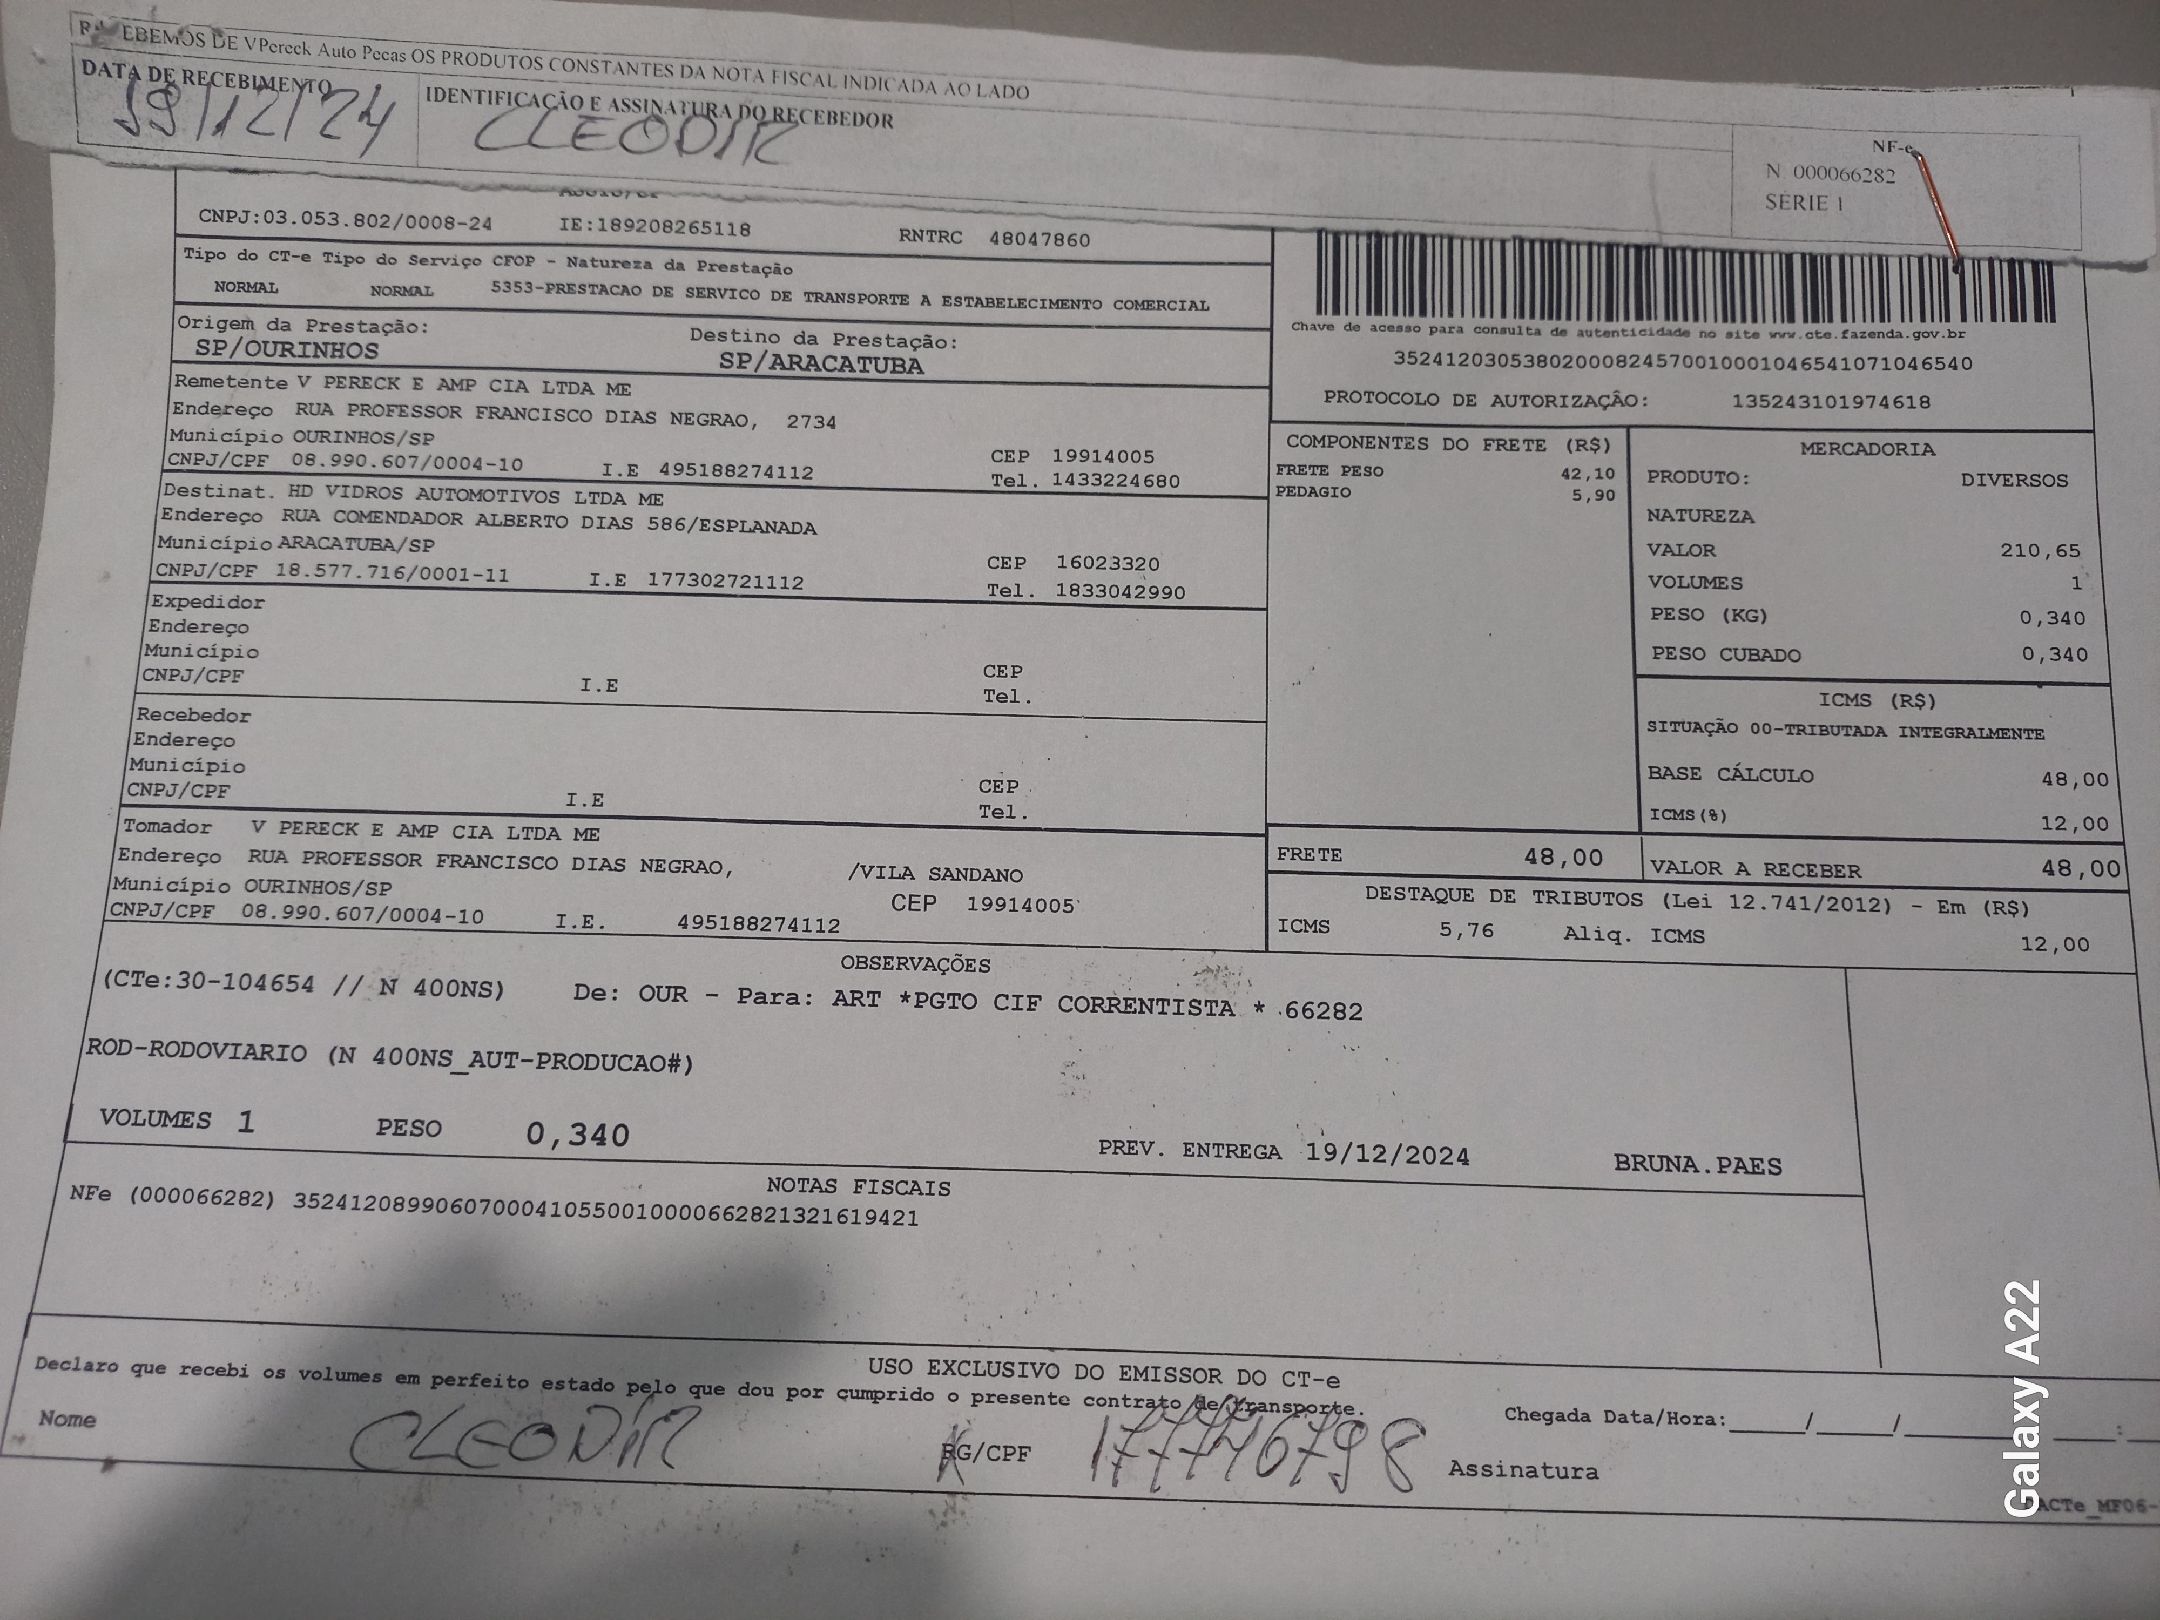 EBEMOS DE VPereck Auto Pecas OS PRODUTOS CONSTANTES DA NOTA FISCAL INDICADA AO LADO
DATA DE RECEBIMENTO
19/12/24
IDENTIFICAÇÃO E ASSINATURA DO RECEBEDOR
CLEODIR
NF-e
N 000066282
SERIE 1
CNPJ:03.053.802/0008-24 IE:189208265118 RNTRC 48047860
Tipo do CT-e Tipo do Serviço CFOP - Natureza da Prestação
NORMAL NORMAL 5353-PRESTACAO DE SERVICO DE TRANSPORTE A ESTABELECIMENTO COMERCIAL
Origem da Prestação: Destino da Prestação:
SP/OURINHOS SP/ARACATUBA
Chave de acesso para consulta de autenticidade no site www.cte.fazenda.gov.br
35241203053802000824570010001046541071046540
PROTOCOLO DE AUTORIZAÇÃO: 135243101974618
Remetente V PERECK E AMP CIA LTDA ME
Endereço RUA PROFESSOR FRANCISCO DIAS NEGRAO, 2734
Município OURINHOS/SP CEP 19914005
CNPJ/CPF 08.990.607/0004-10 I.E 495188274112 Tel. 1433224680
Destinat. HD VIDROS AUTOMOTIVOS LTDA ME
Endereço RUA COMENDADOR ALBERTO DIAS 586/ESPLANADA
Município ARACATUBA/SP CEP 16023320
CNPJ/CPF 18.577.716/0001-11 I.E 177302721112 Tel. 1833042990
Expedidor
Endereço
Município CEP
CNPJ/CPF I.E Tel.
Recebedor
Endereço
Município CEP
CNPJ/CPF I.E Tel.
Tomador V PERECK E AMP CIA LTDA ME
Endereço RUA PROFESSOR FRANCISCO DIAS NEGRAO, /VILA SANDANO
Município OURINHOS/SP CEP 19914005
CNPJ/CPF 08.990.607/0004-10 I.E. 495188274112
COMPONENTES DO FRETE (R$)
FRETE PESO 42,10
PEDAGIO 5,90
MERCADORIA
PRODUTO: DIVERSOS
NATUREZA
VALOR 210,65
VOLUMES 1
PESO (KG) 0,340
PESO CUBADO 0,340
ICMS (R$)
SITUAÇÃO 00-TRIBUTADA INTEGRALMENTE
BASE CÁLCULO 48,00
ICMS(%) 12,00
FRETE 48,00 VALOR A RECEBER 48,00
DESTAQUE DE TRIBUTOS (Lei 12.741/2012) - Em (R$)
ICMS 5,76 Aliq. ICMS 12,00
OBSERVAÇÕES
(CTe:30-104654 // N 400NS) De: OUR - Para: ART *PGTO CIF CORRENTISTA * 66282
ROD-RODOVIARIO (N 400NS_AUT-PRODUCAO#)
VOLUMES 1 PESO 0,340 PREV. ENTREGA 19/12/2024 BRUNA.PAES
NOTAS FISCAIS
NFe (000066282) 35241208990607000410550010000662821321619421
USO EXCLUSIVO DO EMISSOR DO CT-e
Declaro que recebi os volumes em perfeito estado pelo que dou por cumprido o presente contrato de transporte.
Nome CLEODIR RG/CPF Assinatura
Chegada Data/Hora:____/____/____ ____:
ACTe_MF06-
Galaxy A22